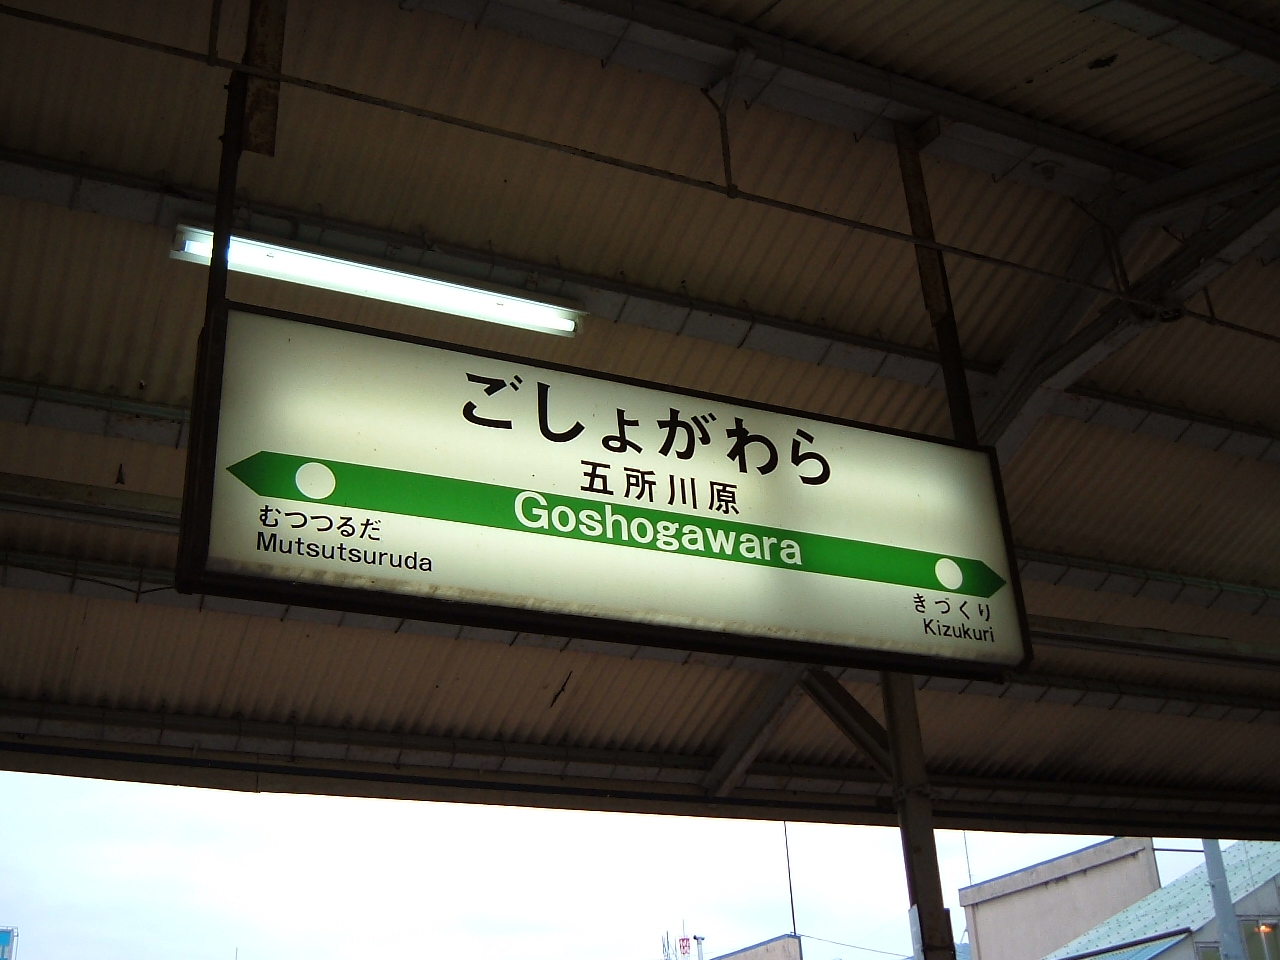 ごしょがわら
五所川原
Goshogawara
むつつるだ
Mutsutsuruda
きづくり
Kizukuri